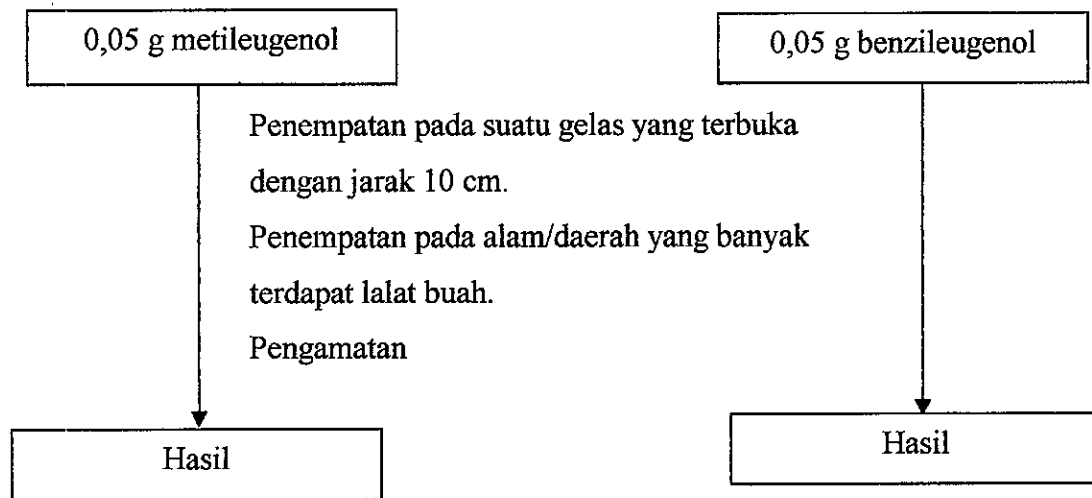 0,05 g metileugenol
0,05 g benzileugenol
Penempatan pada suatu gelas yang terbuka
dengan jarak 10 cm.
Penempatan pada alam/daerah yang banyak
terdapat lalat buah.
Pengamatan
Hasil
Hasil